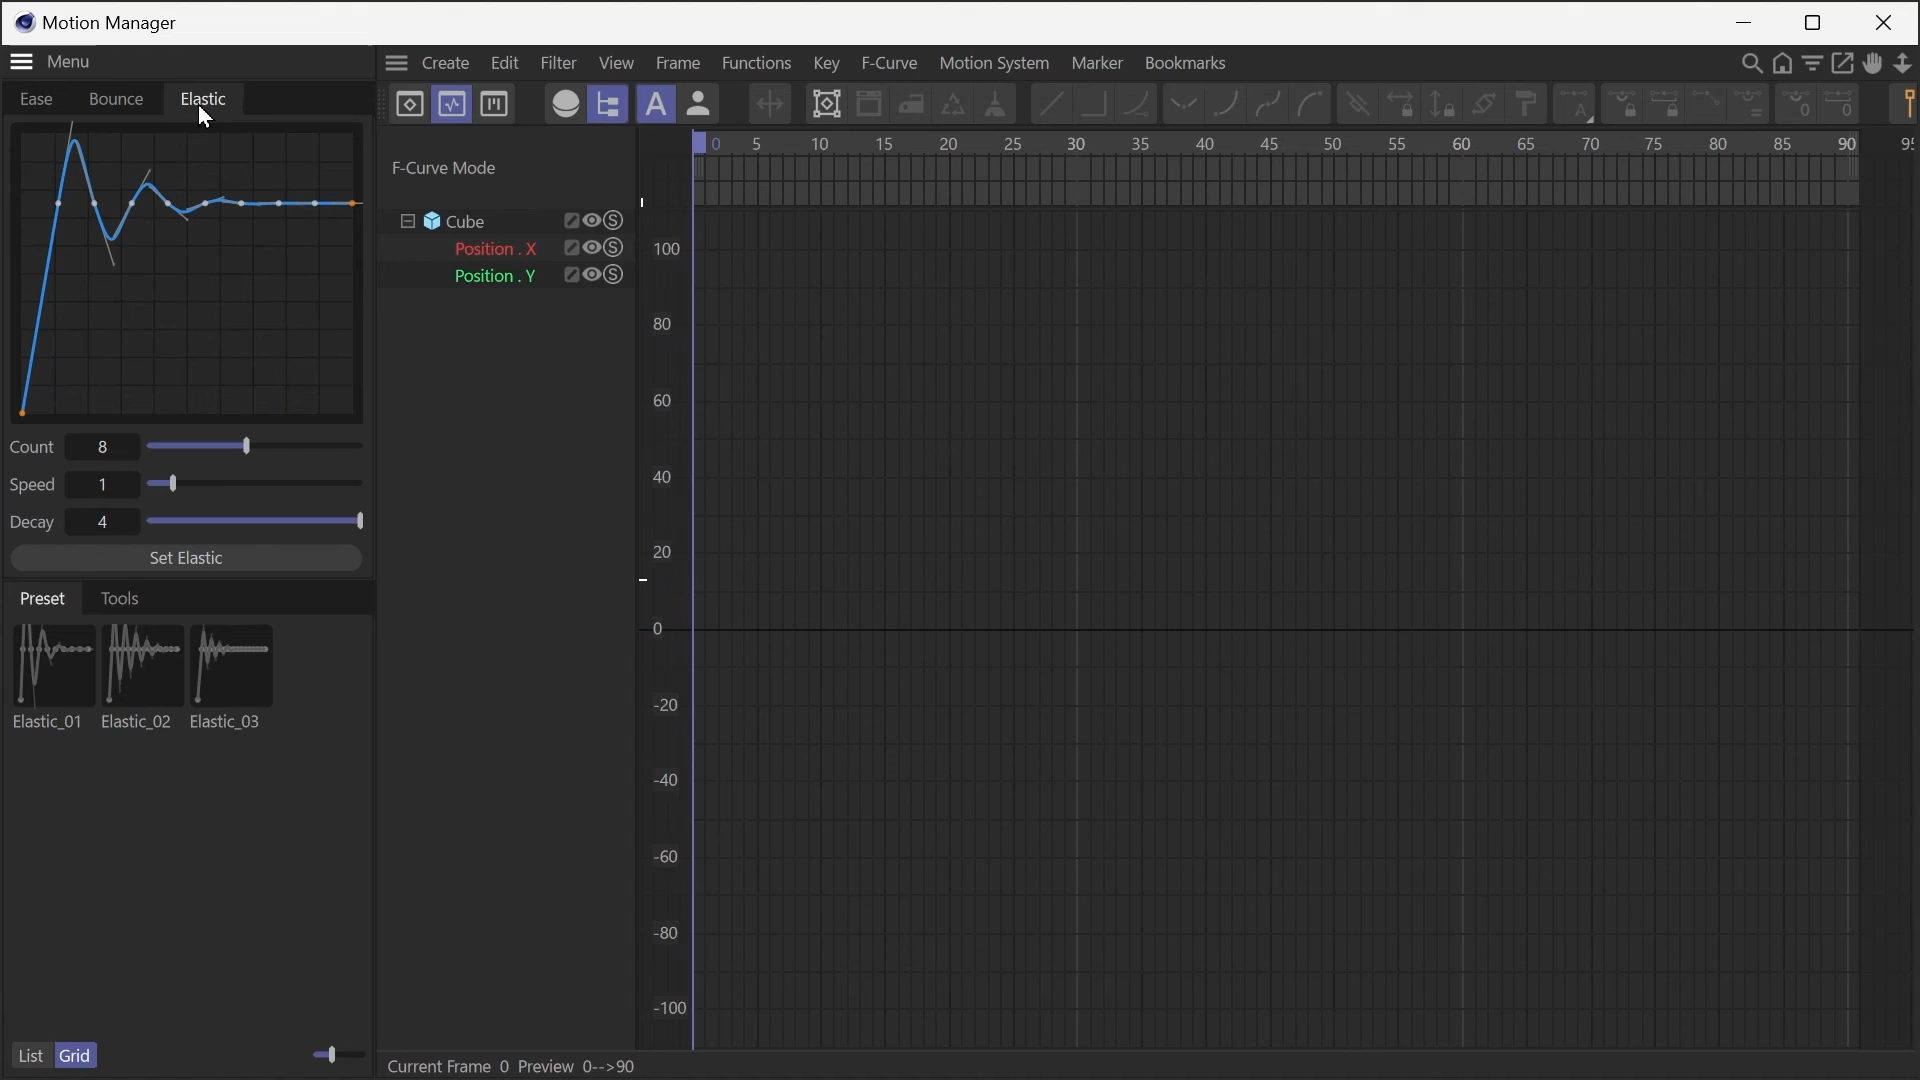 Motion Manager
Menu
Create Edit Filter View Frame Functions Key F-Curve Motion System Marker Bookmarks
Ease Bounce Elastic
A
A
0
0
0 5 10 15 20 25 30 35 40 45 50 55 60 65 70 75 80 85 90
F-Curve Mode
Cube S
Position . X S
Position . Y S
100
80
60
40
20
0
-20
-40
-60
-80
-100
Count 8
Speed 1
Decay 4
Set Elastic
Preset Tools
Elastic_01 Elastic_02 Elastic_03
List Grid
Current Frame 0 Preview 0-->90